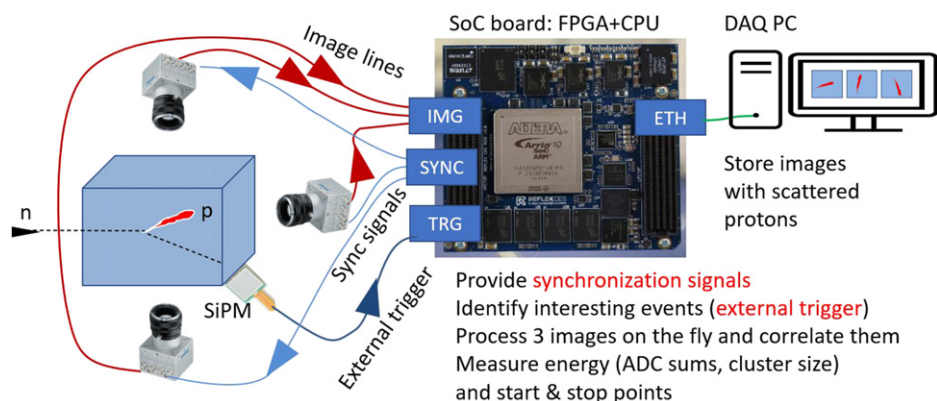 SoC board: FPGA+CPU
DAQ PC
Image lines
IMG
SYNC
TRG
ETH
ALTERA
Arria 10
SoC
ARM
REFLEXCES
n
p
SiPM
Sync signals
External trigger
Store images
with scattered
protons
Provide synchronization signals
Identify interesting events (external trigger)
Process 3 images on the fly and correlate them
Measure energy (ADC sums, cluster size)
and start & stop points